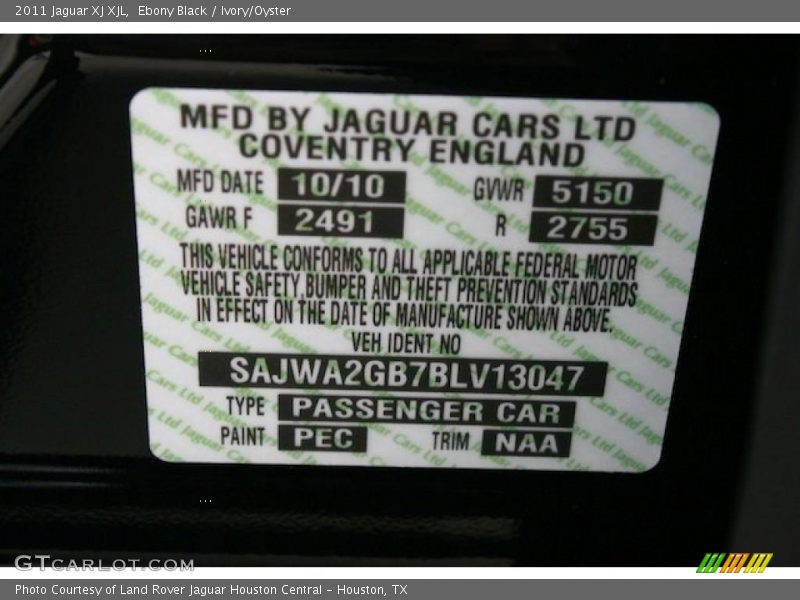 2011 Jaguar XJ XJL, Ebony Black / Ivory/Oyster
MFD BY JAGUAR CARS LTD
COVENTRY ENGLAND
MFD DATE 10/10 GVWR 5150
GAWR F 2491 R 2755
THIS VEHICLE CONFORMS TO ALL APPLICABLE FEDERAL MOTOR
VEHICLE SAFETY, BUMPER AND THEFT PREVENTION STANDARDS
IN EFFECT ON THE DATE OF MANUFACTURE SHOWN ABOVE.
VEH IDENT NO
SAJWA2GB7BLV13047
TYPE PASSENGER CAR
PAINT PEC TRIM NAA
GTCARLOT.COM
Photo Courtesy of Land Rover Jaguar Houston Central - Houston, TX